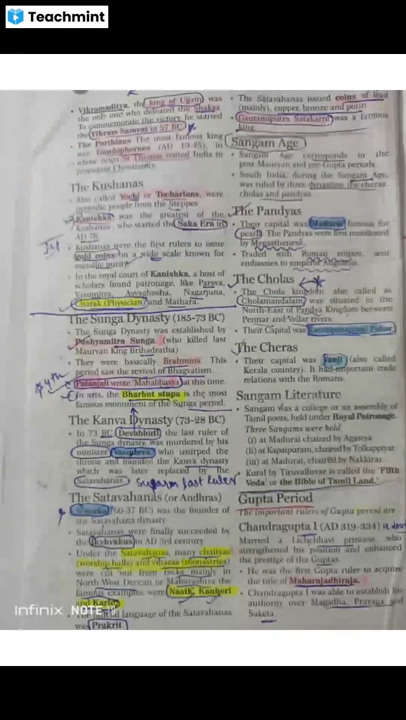 Teachmint
Vikramaditya, the king of Ujjain was
the only one who defeated the Shakas
To commemorate the victory, he started
the Vikram Samvat in 57 BC
The Parthians The most famous king
was Gondophernes (AD 19-45), in
whose reign St Thomas visited India to
propagate Christianity
The Kushanas
Also called Yuchi or Tocharians, were
nomadic people from the Steppes
Kanishka was the greatest of the
Kushanas, who started the Saka Era in
AD 78.
Kushanas were the first rulers to issue
gold coins on a wide scale known for
metallic purity
In the royal court of Kanishka, a host of
scholars found patronage, like Parsva,
Vasumitra, Asvaghosha, Nagarjuna,
Charak (Physician) and Mathara.
The Sunga Dynasty (185-73 BC)
The Sunga Dynasty was established by
Pushyamitra Sunga (who killed last
Mauryan King Brihadratha)
They were basically Brahmins. This
period saw the revival of Bhagvatism
Patanjali wrote 'Mahabhasya' at this time.
In arts, the Bharhut stupa is the most
famous monument of the Sunga period.
The Kanva Dynasty (73-28 BC)
In 73 BC Devabhuti, the last ruler of
the Sunga dynasty, was murdered by his
minister Vasudeva, who usurped the
throne and founded the Kanva dynasty
which was later replaced by the
Satavahanas
last ruler
The Satavahanas (or Andhras)
Simuka (60-37 BC) was the founder of
the Satavahana dynasty
Satavahanas were finally succeeded by
the Ikshvakus in AD 3rd century
Under the Satavahanas, many chaityas
(worship halls) and viharas (monasteries)
were cut out from rocks mainly in
North West Deccan or Maharashtra the
famous examples were Nasik, Kanheri
and Karle
The language of the Satavahanas
was Prakrit
The Satavahanas issued coins of lead
(mainly), copper, bronze and potin
Gautamiputra Satakarni was a famous
king
Sangam Age
Sangam Age corresponds to the
post-Mauryan and pre-Gupta periods
South India, during the Sangam Age,
was ruled by three dynasties the cheras
cholas and pandyas
The Pandyas
Their capital was Madurai famous for
pearls The Pandyas were first mentioned
by Megasthenese
Traded with Roman empire, sent
embassies to emperor
The Cholas
The Chola kingdom also called as
Cholamandalam was situated to the
North-East of Pandya Kingdom between
Pennar and Vellar rivers
Their Capital was
The Cheras
Their capital was Vanji (also called
Kerala country). It had important trade
relations with the Romans.
Sangam Literature
Sangam was a college or an assembly of
Tamil poets, held under Royal Patronage
Three Sangams were held
(i) at Madurai chaired by Agastya
(ii) at Kapatpuram, chaired by Tolkappiyar
(iii) at Madurai, chaired by Nakkirar.
Kural by Tiruvalluvar is called the 'Fifth
Veda' or the Bible of Tamil Land.
Gupta Period
The important rulers of Gupta period are
Chandragupta I (AD 319-334)
Married a Lichchhavi princess, who
strengthened his position and enhanced
the prestige of the Guptas
He was the first Gupta ruler to acquire
the title of Maharajadhiraja.
Chandragupta I was able to establish his
authority over Magadha, Prayaga and
Saketa
Infinix NOTE